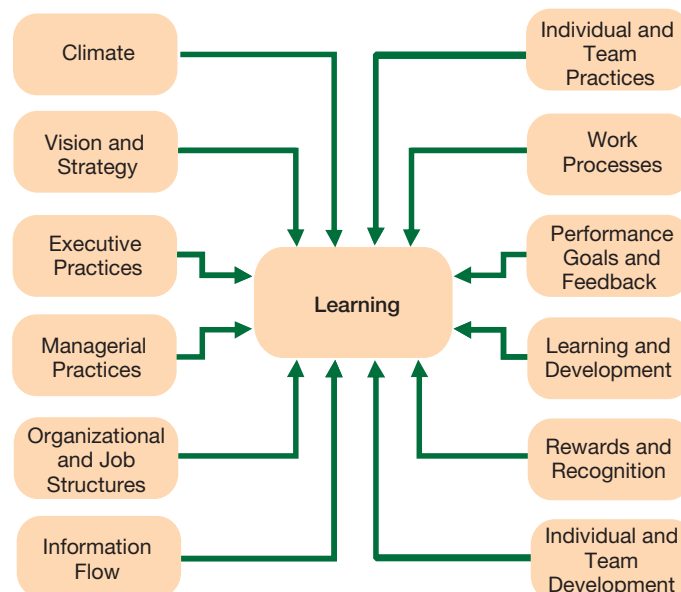 Climate
Vision and
Strategy
Executive
Practices
Managerial
Practices
Organizational
and Job
Structures
Information
Flow
Learning
Individual and
Team
Practices
Work
Processes
Performance
Goals and
Feedback
Learning and
Development
Rewards and
Recognition
Individual and
Team
Development